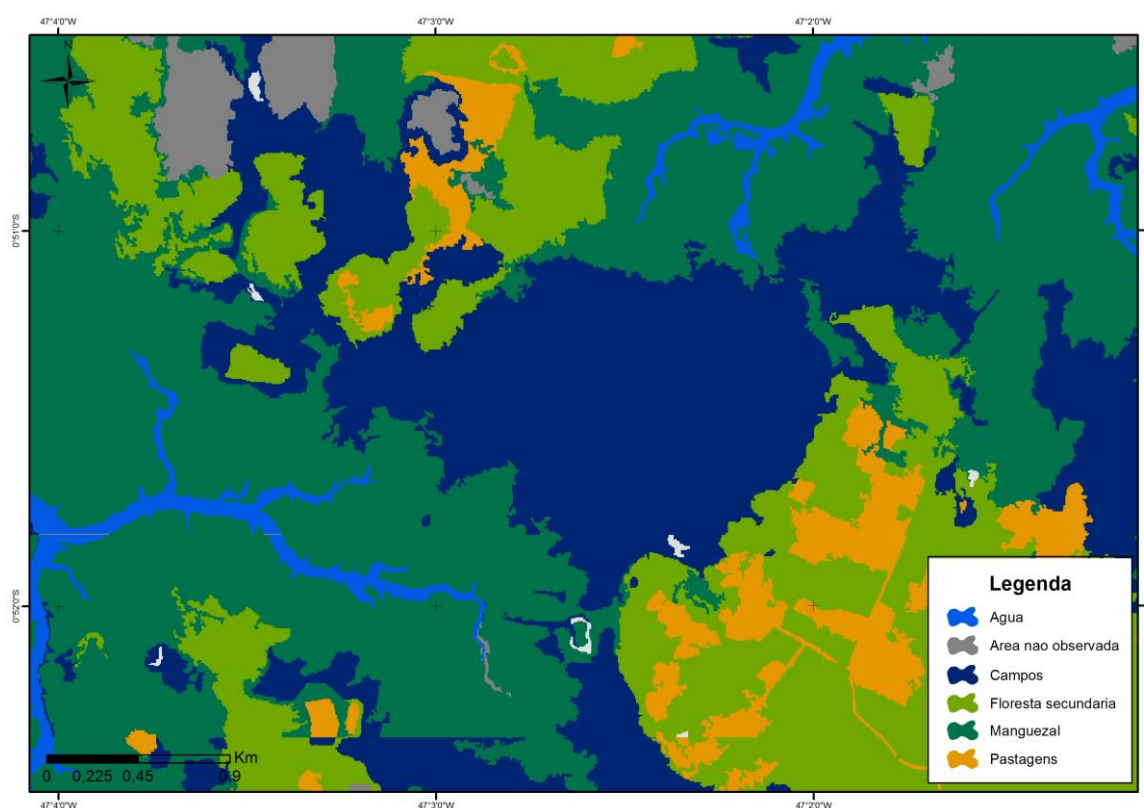 47°4'0"W 47°3'0"W 47°2'0"W
N
0°51'0"S
0°52'0"S
Legenda
Agua
Area nao observada
Campos
Floresta secundaria
Manguezal
Pastagens
Km
0 0,225 0,45 0,9
47°4'0"W 47°3'0"W 47°2'0"W